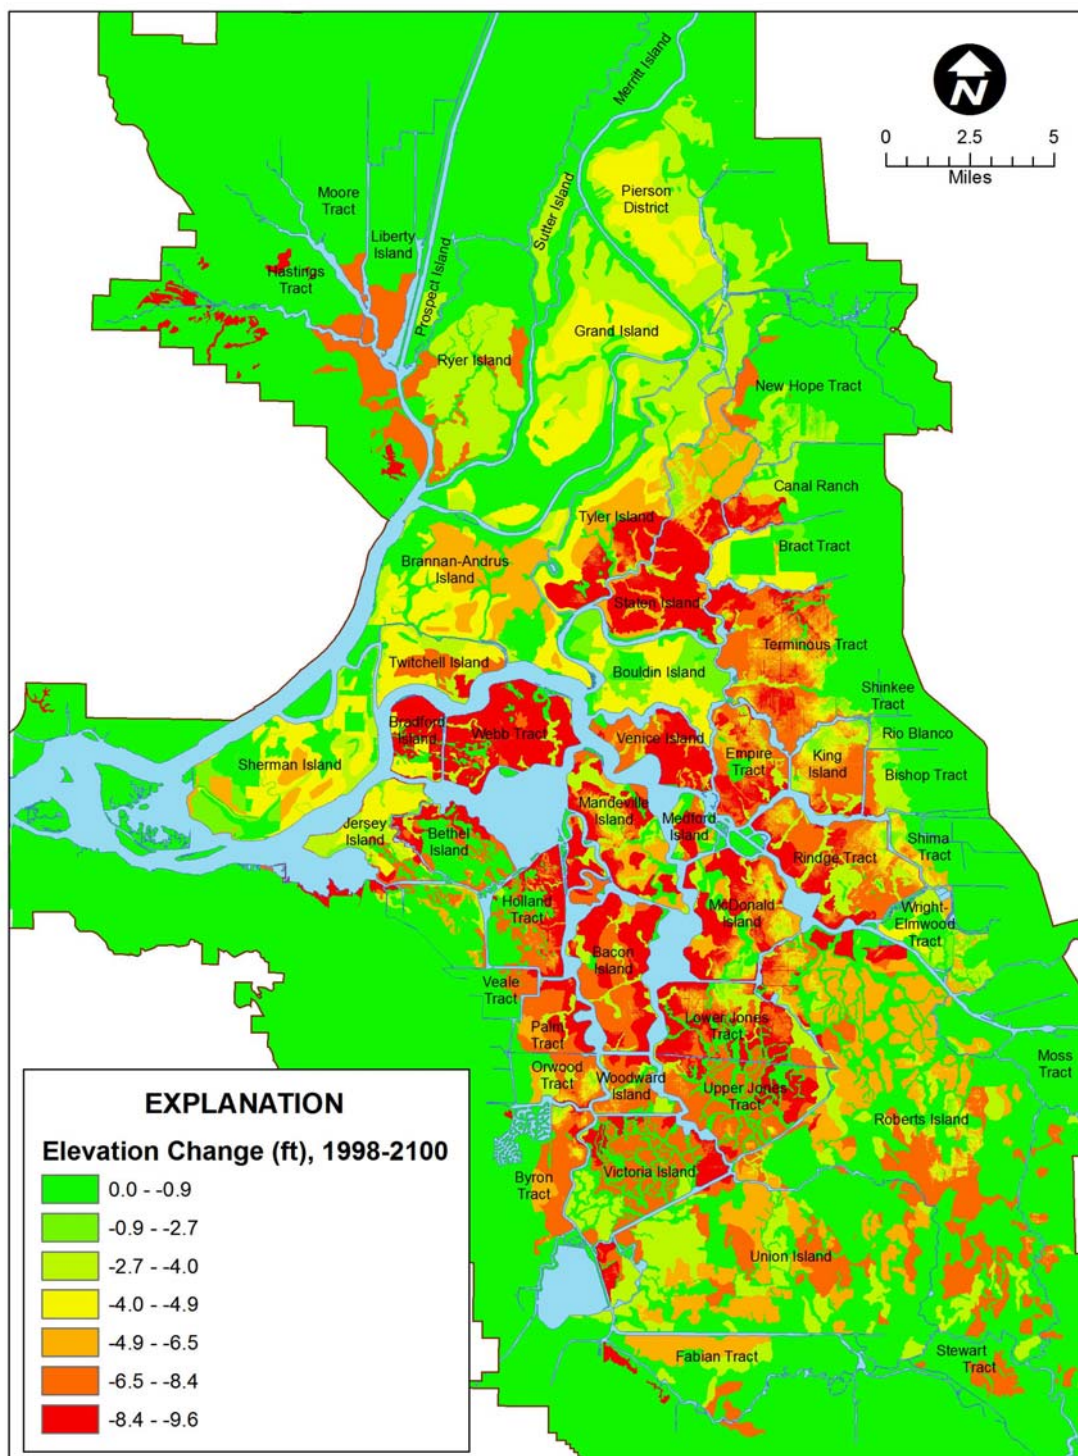 Merritt Island
N
0 2.5 5
Miles
Pierson
District
Moore
Tract
Sutter Island
Liberty
Island
Hastings
Tract
Prospect Island
Grand Island
Ryer Island
New Hope Tract
Canal Ranch
Tyler Island
Bract Tract
Brannan-Andrus
Island
Staten Island
Terminous Tract
Twitchell Island
Bouldin Island
Shinkee
Tract
Bradford
Island
Webb Tract
Venice Island
Rio Blanco
Empire
Tract
King
Island
Sherman Island
Bishop Tract
Mandeville
Island
Medford
Island
Jersey
Island
Bethel
Island
Shima
Tract
Rindge Tract
Holland
Tract
McDonald
Island
Wright-
Elmwood
Tract
Bacon
Island
Veale
Tract
Palm
Tract
Lower Jones
Tract
Orwood
Tract
Woodward
Island
Upper Jones
Tract
Moss
Tract
Roberts Island
Byron
Tract
Victoria Island
Union Island
Fabian Tract
Stewart
Tract
EXPLANATION
Elevation Change (ft), 1998-2100
0.0 - -0.9
-0.9 - -2.7
-2.7 - -4.0
-4.0 - -4.9
-4.9 - -6.5
-6.5 - -8.4
-8.4 - -9.6